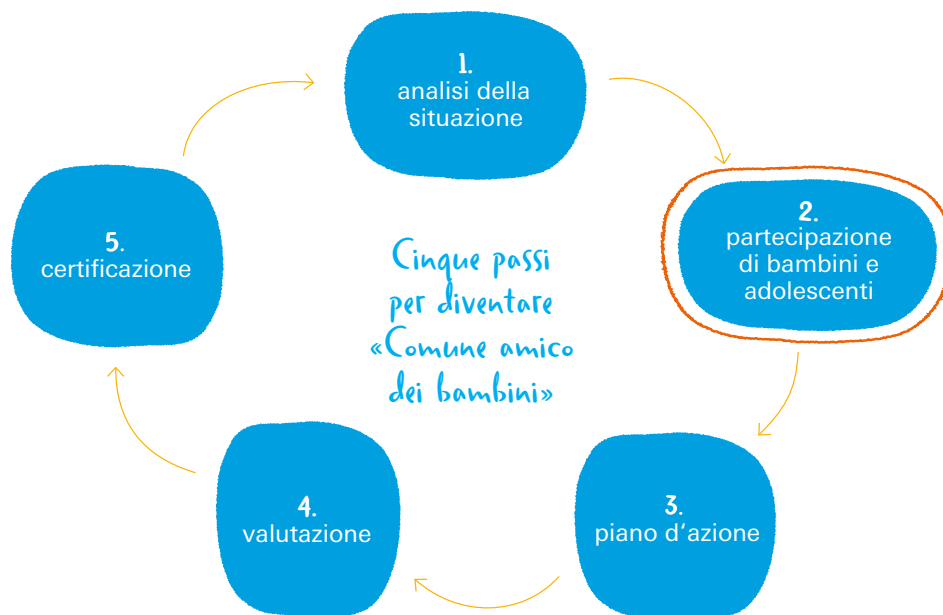 1.
analisi della
situazione
2.
partecipazione
di bambini e
adolescenti
3.
piano d‘azione
4.
valutazione
5.
certificazione
Cinque passi
per diventare
«Comune amico
dei bambini»